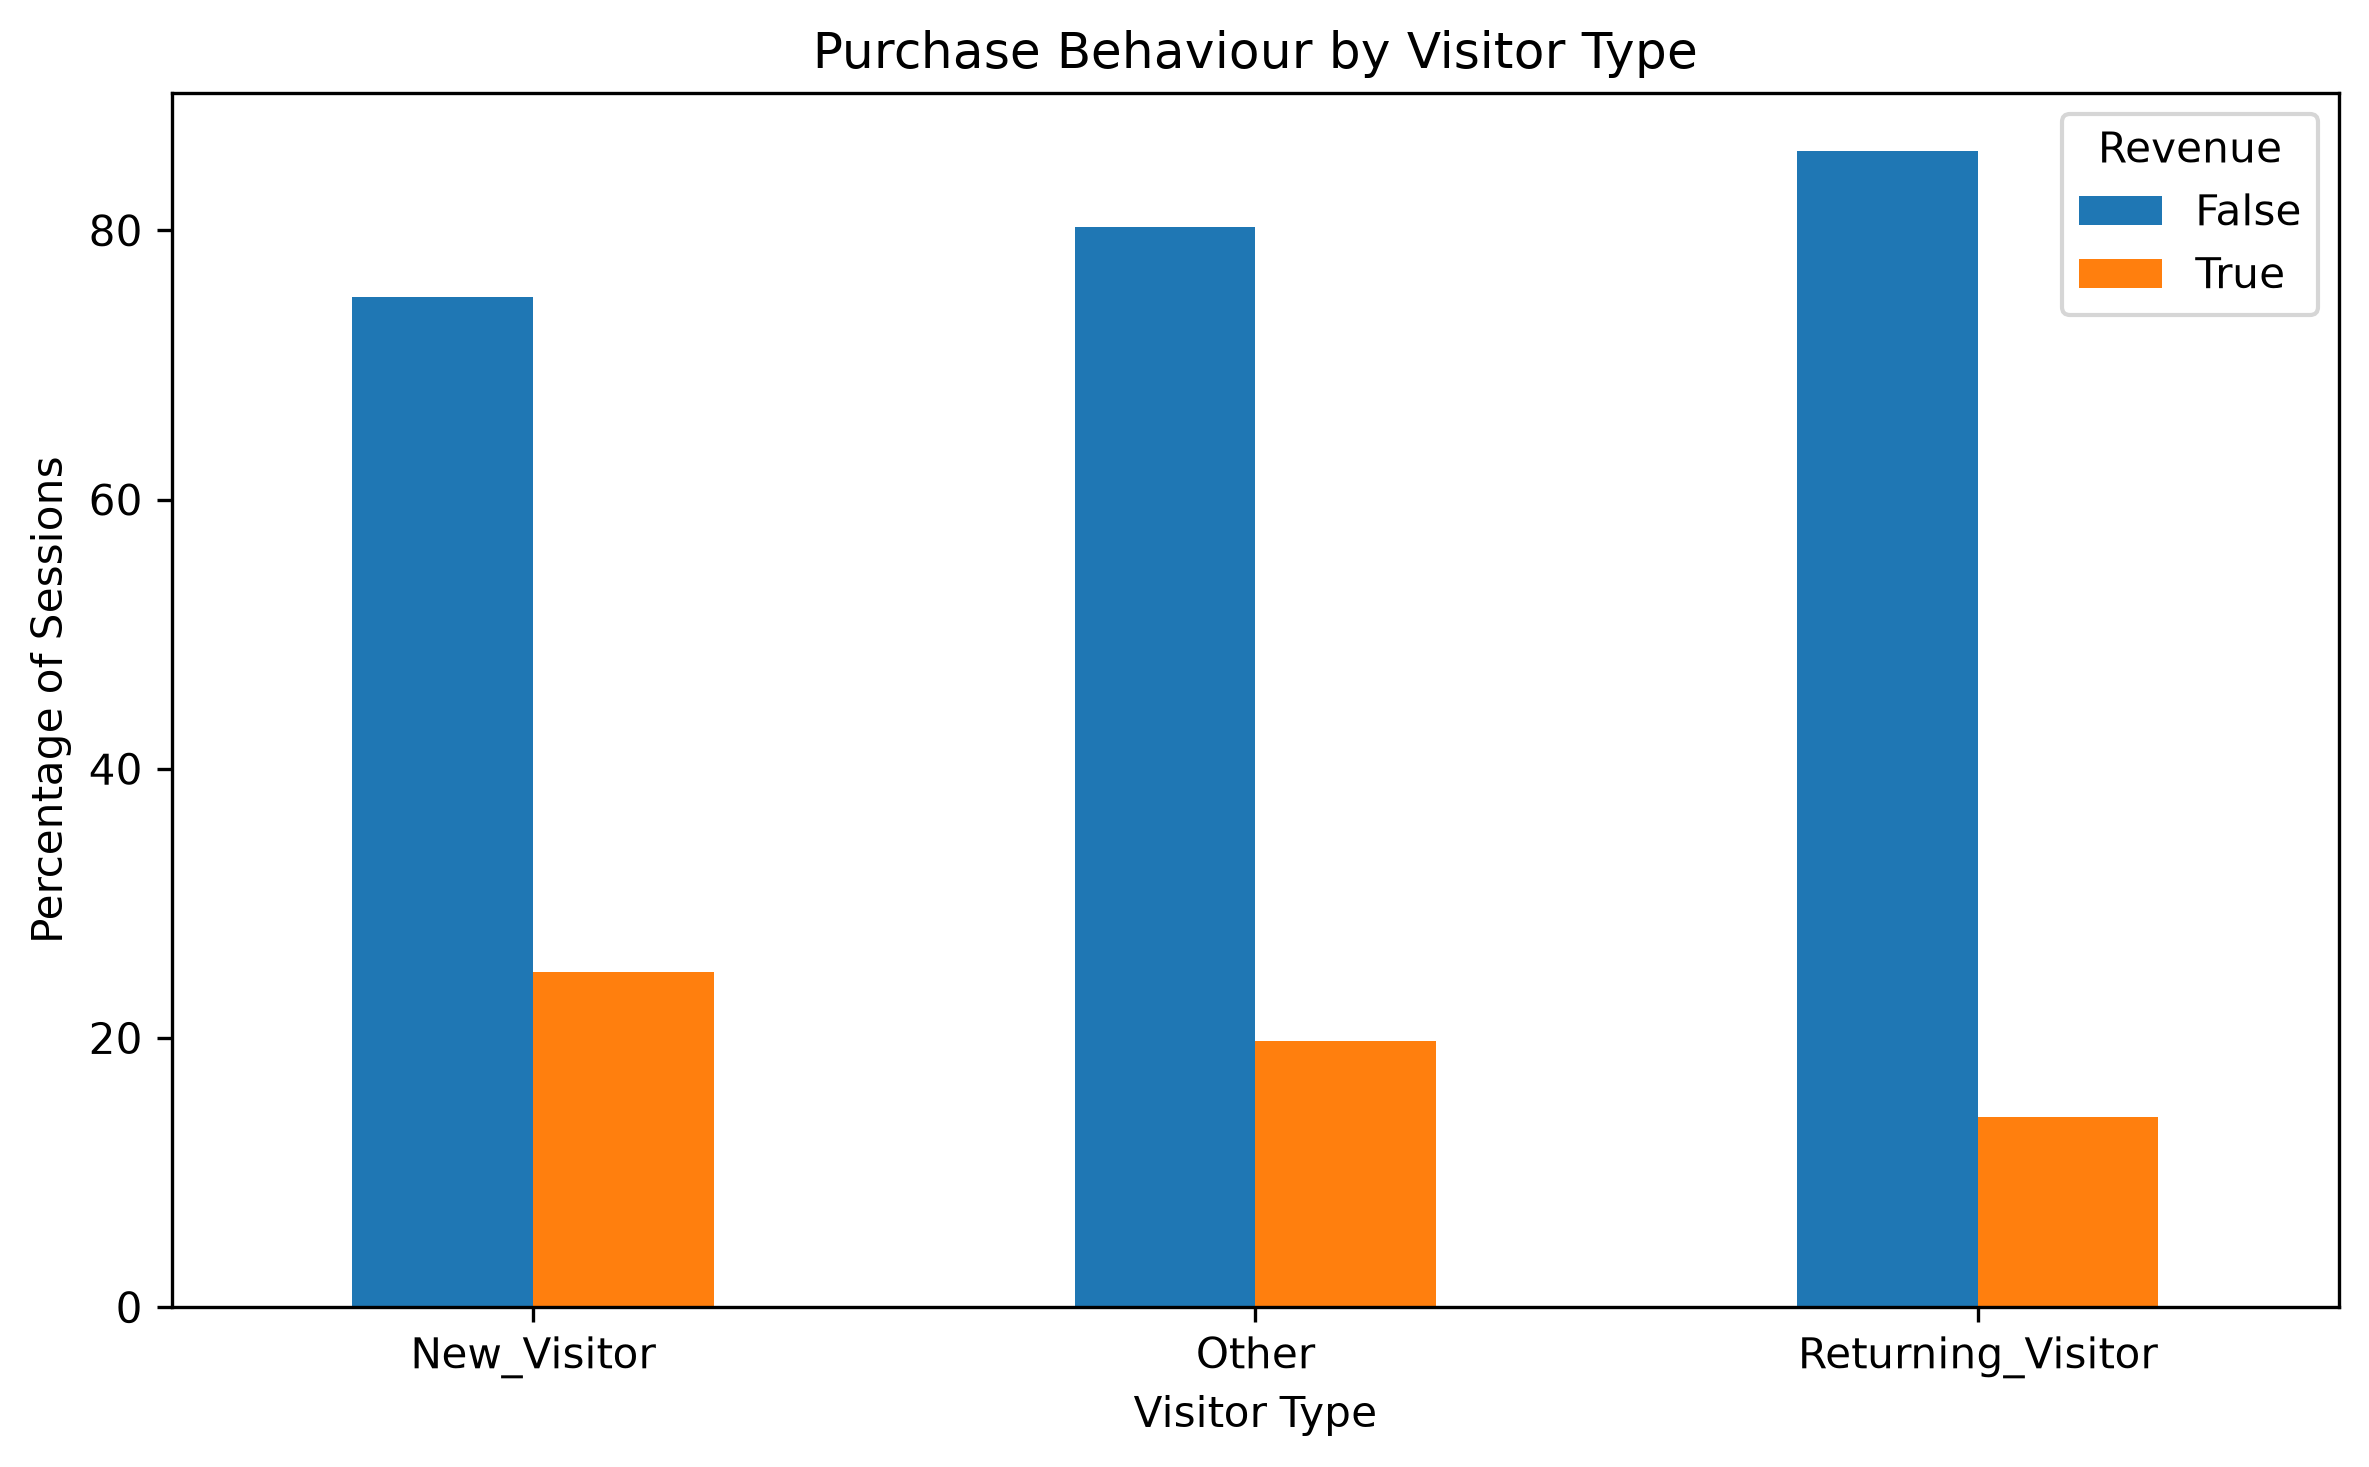 Purchase Behaviour by Visitor Type
Revenue
False
True
Percentage of Sessions
80
60
40
20
0
New_Visitor
Other
Returning_Visitor
Visitor Type